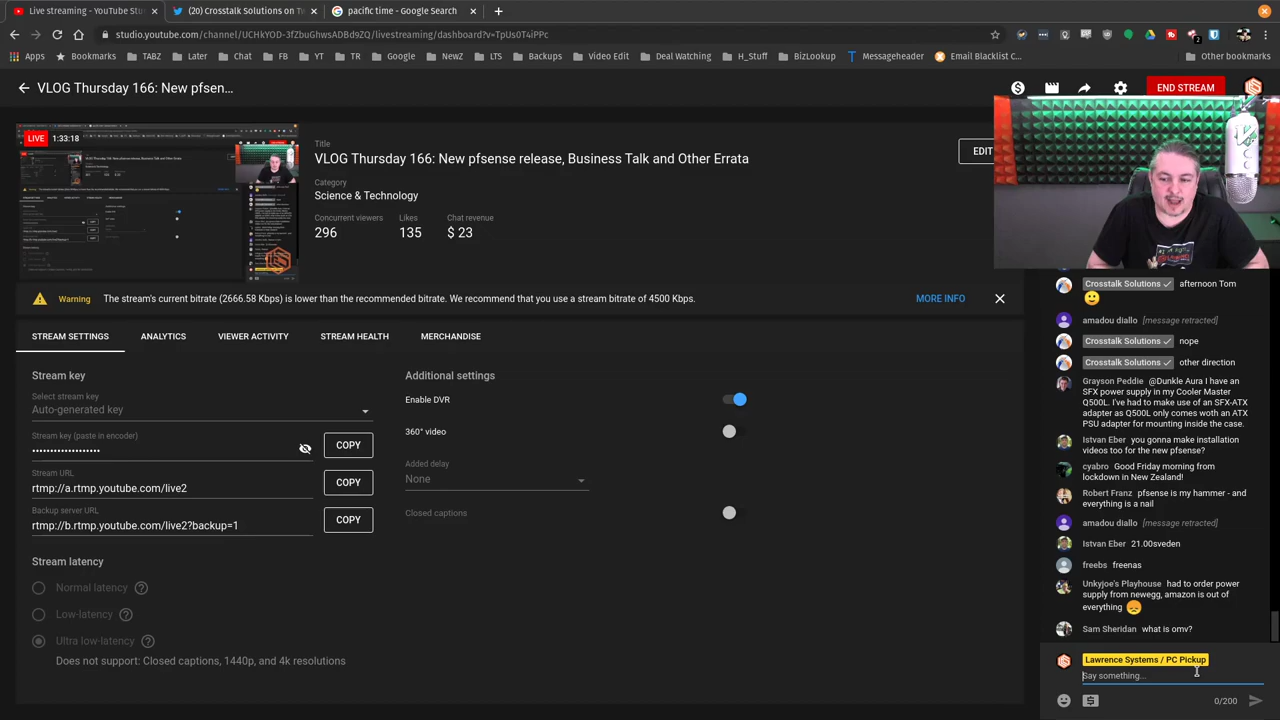 Live streaming - YouTube Stu
(20) Crosstalk Solutions on T
pacific time - Google Search
studio.youtube.com/channel/UCHkYOD-3fZbuGhwsADBd9ZQ/livestreaming/dashboard?v=TpUs0T4iPPc
Apps Bookmarks TABZ Later Chat FB YT TR Google NewZ LTS Backups Video Edit Deal Watching H_Stuff BizLookup Messageheader Email Blacklist C... Other bookmarks
VLOG Thursday 166: New pfsen...
END STREAM
LIVE 1:33:18
Title
VLOG Thursday 166: New pfsense release, Business Talk and Other Errata
EDIT
Category
Science & Technology
Concurrent viewers Likes Chat revenue
296 135 $ 23
Warning The stream's current bitrate (2666.58 Kbps) is lower than the recommended bitrate. We recommend that you use a stream bitrate of 4500 Kbps.
MORE INFO
STREAM SETTINGS ANALYTICS VIEWER ACTIVITY STREAM HEALTH MERCHANDISE
Stream key
Select stream key
Auto-generated key
Stream key (paste in encoder)
COPY
Stream URL
rtmp://a.rtmp.youtube.com/live2
COPY
Backup server URL
rtmp://b.rtmp.youtube.com/live2?backup=1
COPY
Stream latency
Normal latency
Low-latency
Ultra low-latency
Does not support: Closed captions, 1440p, and 4k resolutions
Additional settings
Enable DVR
360° video
Added delay
None
Closed captions
Crosstalk Solutions afternoon Tom
amadou diallo [message retracted]
Crosstalk Solutions nope
Crosstalk Solutions other direction
Grayson Peddie @Dunkle Aura I have an
SFX power supply in my Cooler Master
Q500L. I've had to make use of an SFX-ATX
adapter as Q500L only comes woth an ATX
PSU adapter for mounting inside the case.
Istvan Eber you gonna make installation
videos too for the new pfsense?
cyabro Good Friday morning from
lockdown in New Zealand!
Robert Franz pfsense is my hammer - and
everything is a nail
amadou diallo [message retracted]
Istvan Eber 21.00sveden
freebs freenas
Unkyjoe's Playhouse had to order power
supply from newegg, amazon is out of
everything
Sam Sheridan what is omv?
Lawrence Systems / PC Pickup
Say something...
0/200